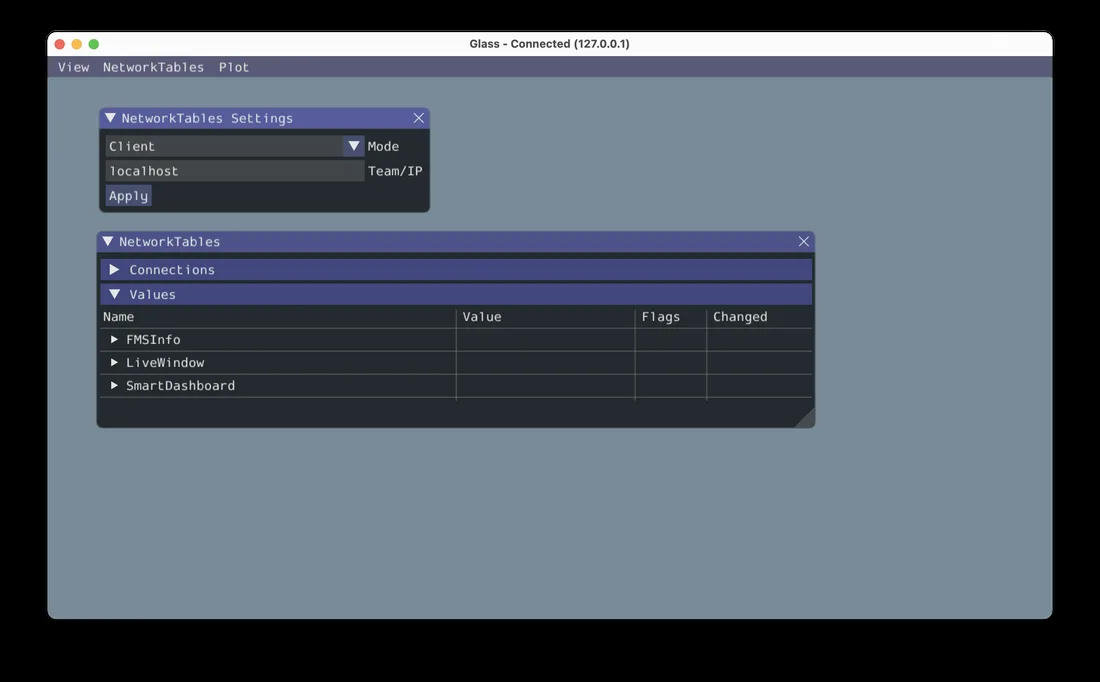 Glass - Connected (127.0.0.1)
View NetworkTables Plot
NetworkTables Settings
Client Mode
localhost Team/IP
Apply
NetworkTables
Connections
Values
Name Value Flags Changed
FMSInfo
LiveWindow
SmartDashboard